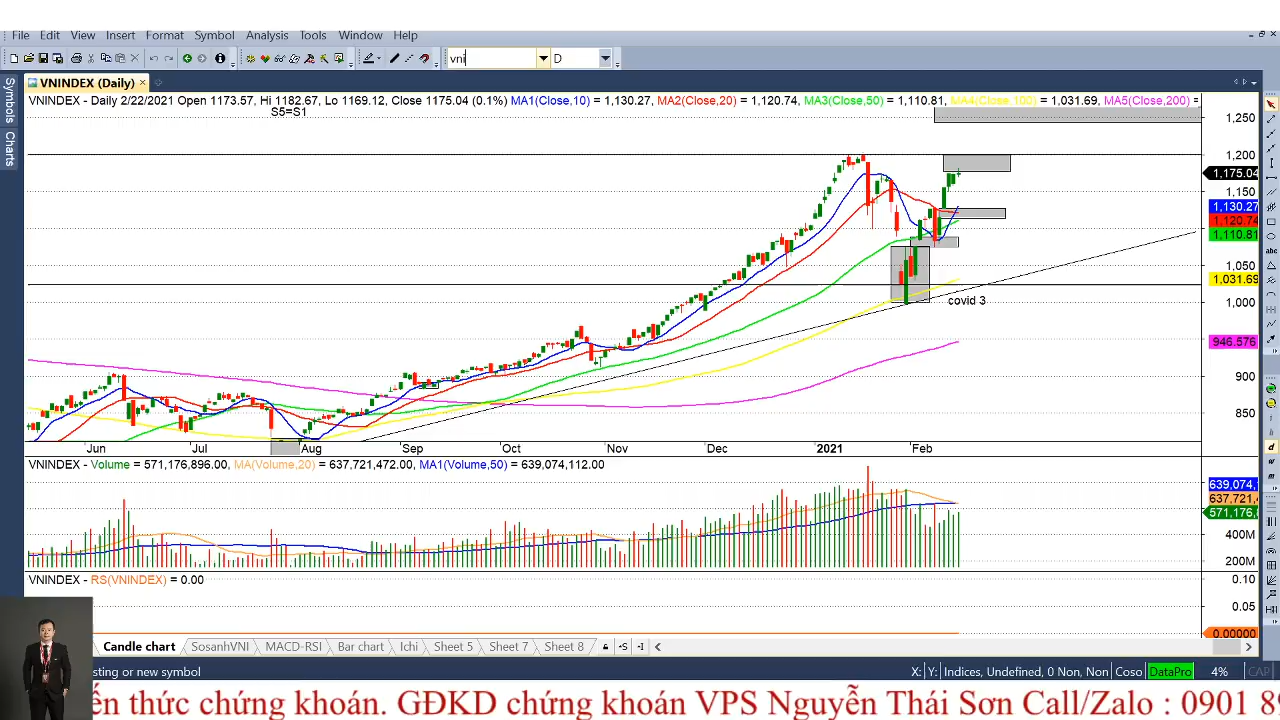 File Edit View Insert Format Symbol Analysis Tools Window Help
vni D
VNINDEX (Daily)
Symbols
Charts
VNINDEX - Daily 2/22/2021 Open 1173.57, Hi 1182.67, Lo 1169.12, Close 1175.04 (0.1%) MA1(Close,10) = 1,130.27, MA2(Close,20) = 1,120.74, MA3(Close,50) = 1,110.81, MA4(Close,100) = 1,031.69, MA5(Close,200) =
S5=S1
1,250
1,200
1,175.04
1,150
1,130.27
1,120.74
1,110.81
1,050
1,031.69
covid 3
1,000
946.576
900
850
Jun Jul Aug Sep Oct Nov Dec 2021 Feb
VNINDEX - Volume = 571,176,896.00, MA(Volume,20) = 637,721,472.00, MA1(Volume,50) = 639,074,112.00
639,074,
637,721,
571,176,
400M
200M
VNINDEX - RS(VNINDEX) = 0.00
0.10
0.05
0.00000
Candle chart SosanhVNI MACD-RSI Bar chart Ichi Sheet 5 Sheet 7 Sheet 8
sting or new symbol X: Y: Indices, Undefined, 0 Non, Non Coso DataPro 4% CAP
ến thức chứng khoán. GĐKD chứng khoán VPS Nguyễn Thái Sơn Call/Zalo : 0901 8